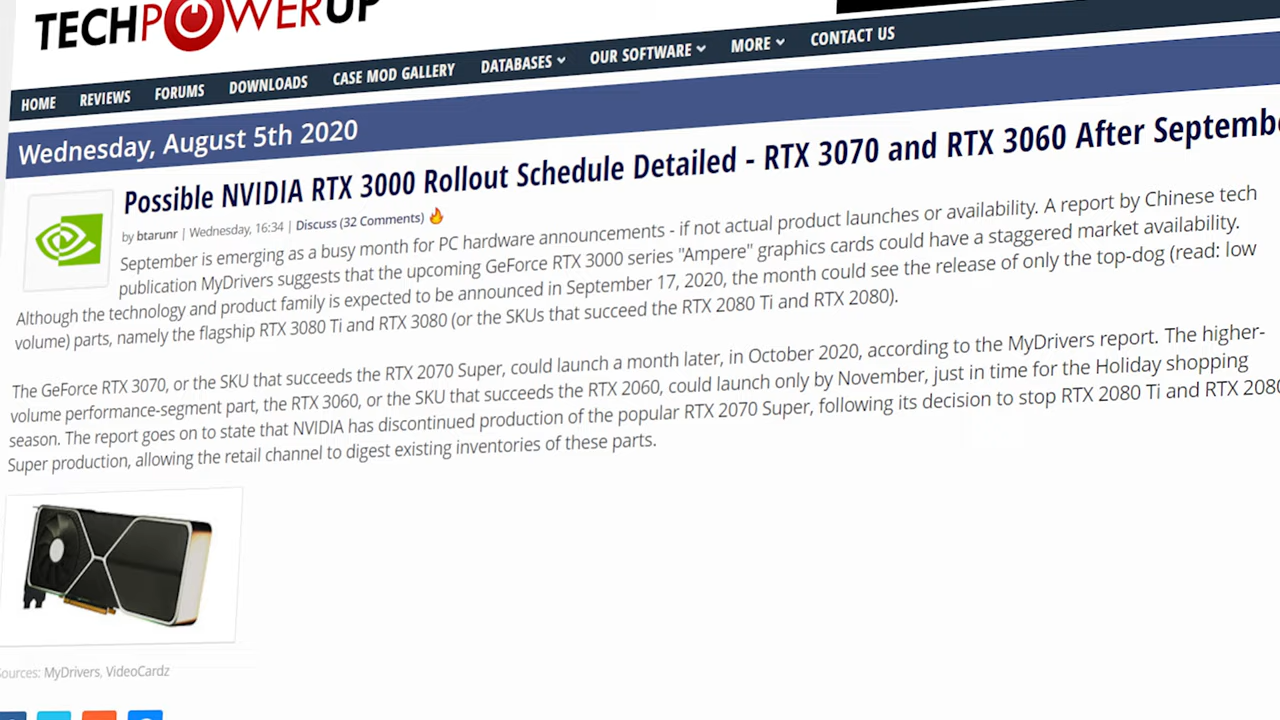 TECHPOWERUP
HOME REVIEWS FORUMS DOWNLOADS CASE MOD GALLERY DATABASES OUR SOFTWARE MORE CONTACT US
Wednesday, August 5th 2020
Possible NVIDIA RTX 3000 Rollout Schedule Detailed - RTX 3070 and RTX 3060 After Septemb
by btarunr | Wednesday, 16:34 | Discuss (32 Comments)
September is emerging as a busy month for PC hardware announcements - if not actual product launches or availability. A report by Chinese tech
publication MyDrivers suggests that the upcoming GeForce RTX 3000 series "Ampere" graphics cards could have a staggered market availability.
Although the technology and product family is expected to be announced in September 17, 2020, the month could see the release of only the top-dog (read: low
volume) parts, namely the flagship RTX 3080 Ti and RTX 3080 (or the SKUs that succeed the RTX 2080 Ti and RTX 2080).
The GeForce RTX 3070, or the SKU that succeeds the RTX 2070 Super, could launch a month later, in October 2020, according to the MyDrivers report. The higher-
volume performance-segment part, the RTX 3060, or the SKU that succeeds the RTX 2060, could launch only by November, just in time for the Holiday shopping
season. The report goes on to state that NVIDIA has discontinued production of the popular RTX 2070 Super, following its decision to stop RTX 2080 Ti and RTX 2080
Super production, allowing the retail channel to digest existing inventories of these parts.
ources: MyDrivers, VideoCardz